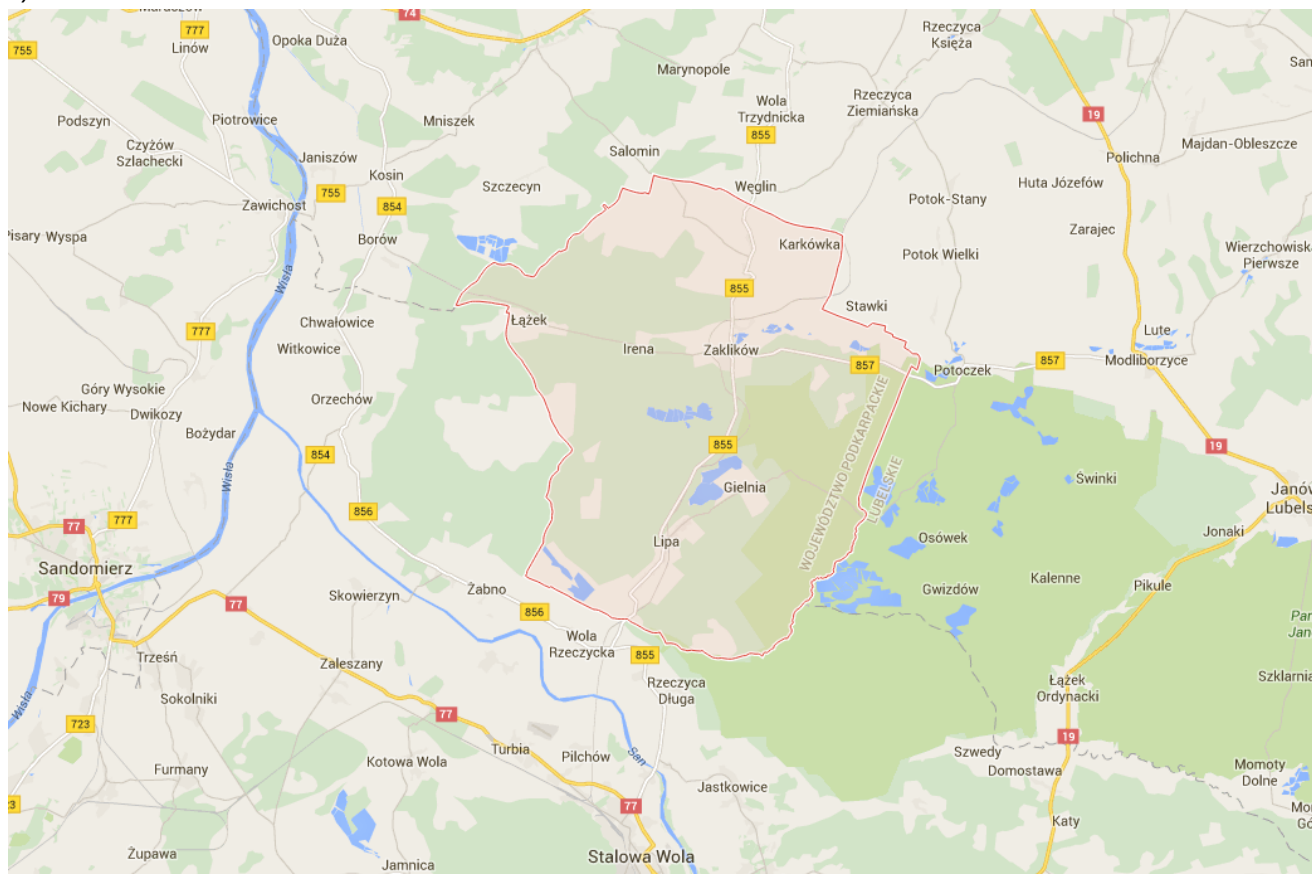 Linów
777
755
Opoka Duża
74
Rzeczyca
Księża
Marynopole
Podszyn
Piotrowice
Mniszek
Wola
Trzydnicka
Rzeczyca
Ziemiańska
19
855
Czyżów
Szlachecki
Janiszów
Kosin
Salomin
Polichna
Majdan-Obleszcze
755
Szczecyn
Węglin
Huta Józefów
Zawichost
854
Potok-Stany
Pisary-Wyspa
Borów
Karkówka
Zarajec
Potok Wielki
Wierzchowiska
Pierwsze
Wisła
855
Stawki
Chwałowice
Łążek
777
Lute
Witkowice
Irena
Zaklików
857
857
Modliborzyce
Potoczek
Góry Wysokie
Nowe Kichary
Dwikozy
Orzechów
Bożydar
855
19
854
WOJEWÓDZTWO PODKARPACKIE
LUBELSKIE
Wisła
Świnki
Gielnia
856
777
77
Jonaki
Lipa
Osówek
Sandomierz
Kalenne
Pikule
Gwizdów
79
77
Skowierzyn
Żabno
856
Wola
Rzeczycka
855
Trześń
Zaleszany
Rzeczyca
Długa
Łążek
Ordynacki
Sokolniki
Wisła
77
723
19
Turbia
Pilchów
San
Szwedy
Kotowa Wola
Furmany
Domostawa
Momoty
Dolne
Jastkowice
77
Katy
Żupawa
Stalowa Wola
Jamnica